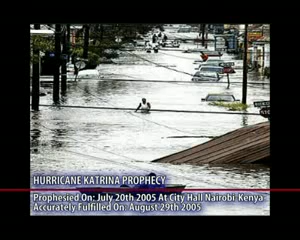 HURRICANE KATRINA PROPHECY
Prophesied On: July 20th 2005 At City Hall Nairobi-Kenya
Accurately Fulfilled On: August 29th 2005